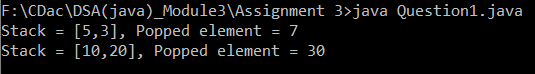 F:\CDac\DSA(java)_Module3\Assignment 3>java Question1.java
Stack = [5,3], Popped element = 7
Stack = [10,20], Popped element = 30